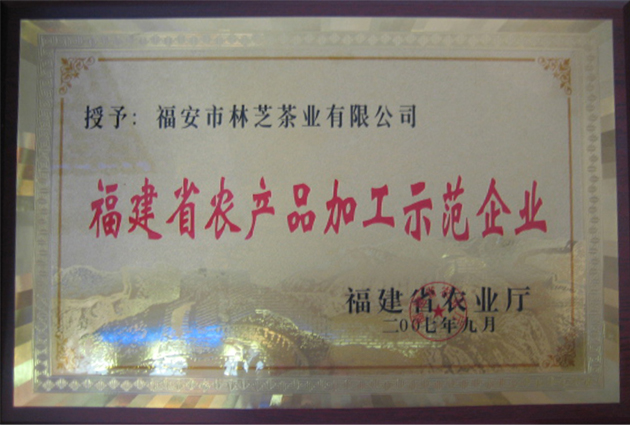 授予：福安市林芝茶业有限公司
福建省农产品加工示范企业
福建省农业厅
二00七年九月